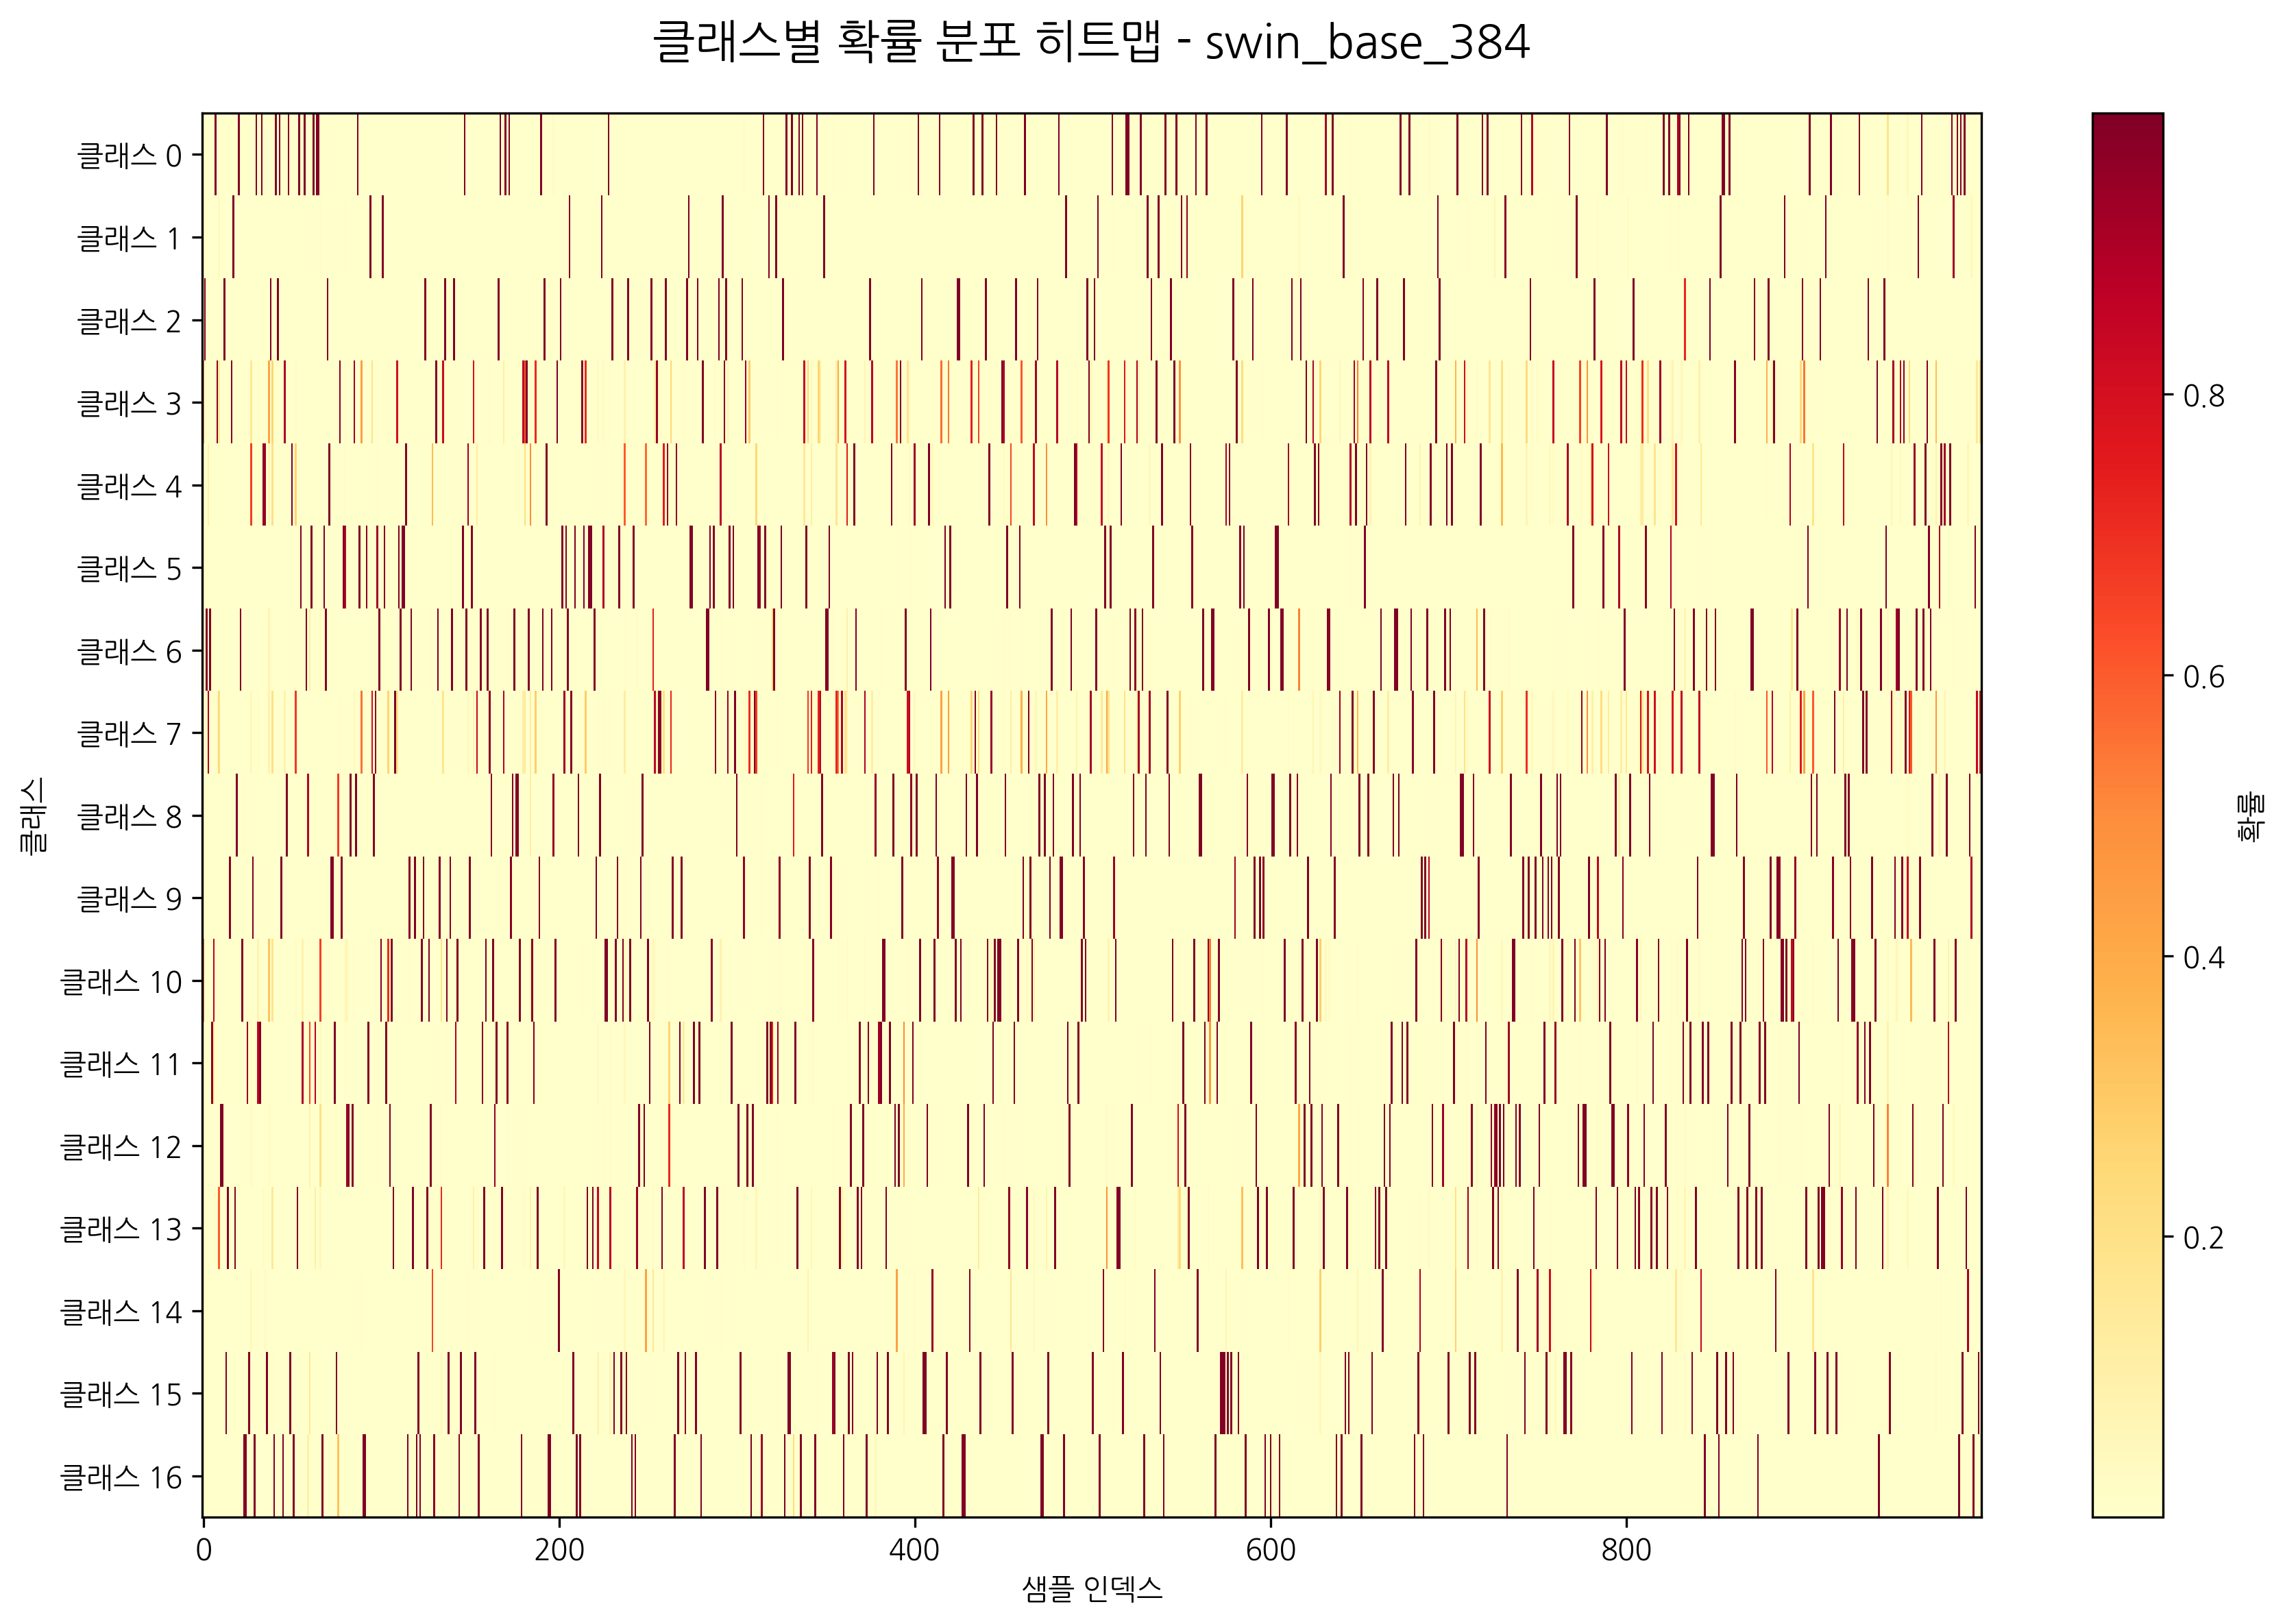 클래스별 확률 분포 히트맵 - swin_base_384
클래스 0
클래스 1
클래스 2
클래스 3
클래스 4
클래스 5
클래스 6
클래스 7
클래스 8
클래스 9
클래스 10
클래스 11
클래스 12
클래스 13
클래스 14
클래스 15
클래스 16
클래스
0
200
400
600
800
샘플 인덱스
0.8
0.6
0.4
0.2
확률